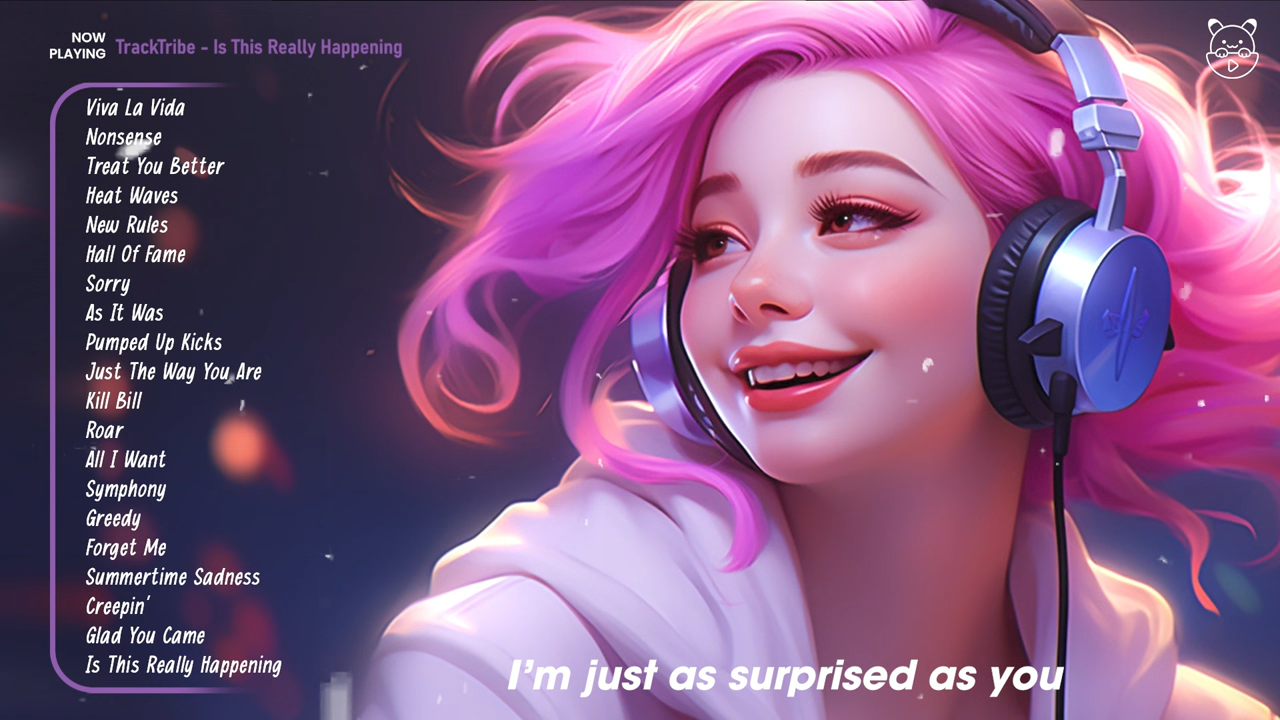 NOW
PLAYING
TrackTribe - Is This Really Happening
Viva La Vida
Nonsense
Treat You Better
Heat Waves
New Rules
Hall Of Fame
Sorry
As It Was
Pumped Up Kicks
Just The Way You Are
Kill Bill
Roar
All I Want
Symphony
Greedy
Forget Me
Summertime Sadness
Creepin'
Glad You Came
Is This Really Happening
I'm just as surprised as you